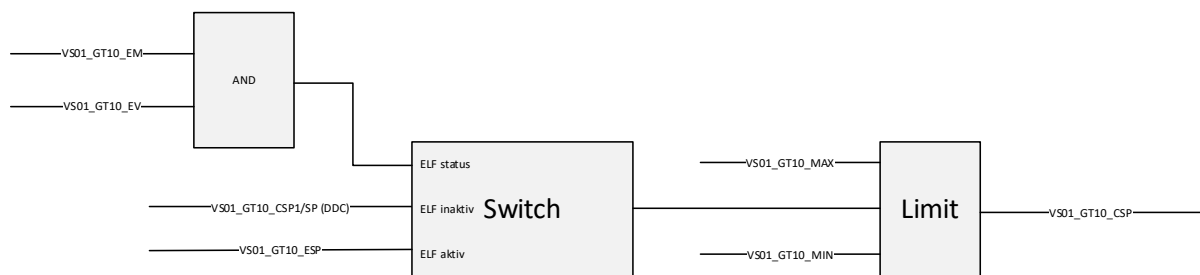 VS01_GT10_EM
AND
VS01_GT10_EV
ELF status
VS01_GT10_MAX
VS01_GT10_CSP1/SP (DDC)
ELF inaktiv
Switch
Limit
VS01_GT10_CSP
VS01_GT10_ESP
ELF aktiv
VS01_GT10_MIN